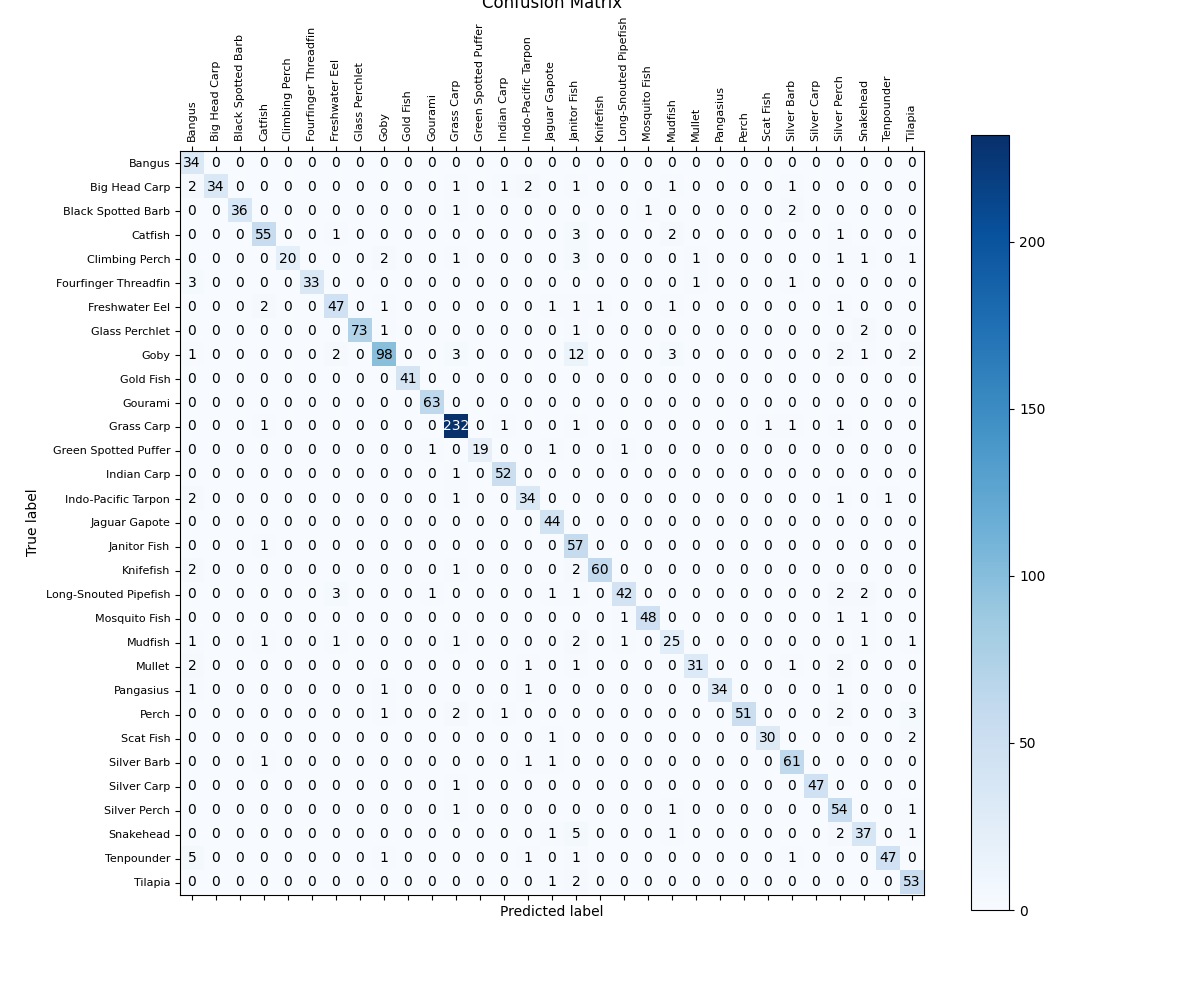 Confusion Matrix
Bangus
Big Head Carp
Black Spotted Barb
Catfish
Climbing Perch
Fourfinger Threadfin
Freshwater Eel
Glass Perchlet
Goby
Gold Fish
Gourami
Grass Carp
Green Spotted Puffer
Indian Carp
Indo-Pacific Tarpon
Jaguar Gapote
Janitor Fish
Knifefish
Long-Snouted Pipefish
Mosquito Fish
Mudfish
Mullet
Pangasius
Perch
Scat Fish
Silver Barb
Silver Carp
Silver Perch
Snakehead
Tenpounder
Tilapia
True label
Bangus 34 0 0 0 0 0 0 0 0 0 0 0 0 0 0 0 0 0 0 0 0 0 0 0 0 0 0 0 0 0 0
Big Head Carp 2 34 0 0 0 0 0 0 0 0 0 1 0 1 2 0 1 0 0 0 1 0 0 0 0 1 0 0 0 0 0
Black Spotted Barb 0 0 36 0 0 0 0 0 0 0 0 1 0 0 0 0 0 0 0 1 0 0 0 0 0 2 0 0 0 0 0
Catfish 0 0 0 55 0 0 1 0 0 0 0 0 0 0 0 0 3 0 0 0 2 0 0 0 0 0 0 1 0 0 0
Climbing Perch 0 0 0 0 20 0 0 0 2 0 0 1 0 0 0 0 3 0 0 0 0 1 0 0 0 0 0 1 1 0 1
Fourfinger Threadfin 3 0 0 0 0 33 0 0 0 0 0 0 0 0 0 0 0 0 0 0 0 1 0 0 0 1 0 0 0 0 0
Freshwater Eel 0 0 0 2 0 0 47 0 1 0 0 0 0 0 0 1 1 1 0 0 1 0 0 0 0 0 0 1 0 0 0
Glass Perchlet 0 0 0 0 0 0 0 73 1 0 0 0 0 0 0 0 1 0 0 0 0 0 0 0 0 0 0 0 2 0 0
Goby 1 0 0 0 0 0 2 0 98 0 0 3 0 0 0 0 12 0 0 0 3 0 0 0 0 0 0 2 1 0 2
Gold Fish 0 0 0 0 0 0 0 0 0 41 0 0 0 0 0 0 0 0 0 0 0 0 0 0 0 0 0 0 0 0 0
Gourami 0 0 0 0 0 0 0 0 0 0 63 0 0 0 0 0 0 0 0 0 0 0 0 0 0 0 0 0 0 0 0
Grass Carp 0 0 0 1 0 0 0 0 0 0 0 232 0 1 0 0 1 0 0 0 0 0 0 0 1 1 0 1 0 0 0
Green Spotted Puffer 0 0 0 0 0 0 0 0 0 0 1 0 19 0 0 1 0 0 1 0 0 0 0 0 0 0 0 0 0 0 0
Indian Carp 0 0 0 0 0 0 0 0 0 0 0 1 0 52 0 0 0 0 0 0 0 0 0 0 0 0 0 0 0 0 0
Indo-Pacific Tarpon 2 0 0 0 0 0 0 0 0 0 0 1 0 0 34 0 0 0 0 0 0 0 0 0 0 0 0 1 0 1 0
Jaguar Gapote 0 0 0 0 0 0 0 0 0 0 0 0 0 0 0 44 0 0 0 0 0 0 0 0 0 0 0 0 0 0 0
Janitor Fish 0 0 0 1 0 0 0 0 0 0 0 0 0 0 0 0 57 0 0 0 0 0 0 0 0 0 0 0 0 0 0
Knifefish 2 0 0 0 0 0 0 0 0 0 0 1 0 0 0 0 2 60 0 0 0 0 0 0 0 0 0 0 0 0 0
Long-Snouted Pipefish 0 0 0 0 0 0 3 0 0 0 1 0 0 0 0 1 1 0 42 0 0 0 0 0 0 0 0 2 2 0 0
Mosquito Fish 0 0 0 0 0 0 0 0 0 0 0 0 0 0 0 0 0 0 1 48 0 0 0 0 0 0 0 1 1 0 0
Mudfish 1 0 0 1 0 0 1 0 0 0 0 1 0 0 0 0 2 0 1 0 25 0 0 0 0 0 0 0 1 0 1
Mullet 2 0 0 0 0 0 0 0 0 0 0 0 0 0 1 0 1 0 0 0 0 31 0 0 0 1 0 2 0 0 0
Pangasius 1 0 0 0 0 0 0 0 1 0 0 0 0 0 1 0 0 0 0 0 0 0 34 0 0 0 0 1 0 0 0
Perch 0 0 0 0 0 0 0 0 1 0 0 2 0 1 0 0 0 0 0 0 0 0 0 51 0 0 0 2 0 0 3
Scat Fish 0 0 0 0 0 0 0 0 0 0 0 0 0 0 0 1 0 0 0 0 0 0 0 0 30 0 0 0 0 0 2
Silver Barb 0 0 0 1 0 0 0 0 0 0 0 0 0 0 1 1 0 0 0 0 0 0 0 0 0 61 0 0 0 0 0
Silver Carp 0 0 0 0 0 0 0 0 0 0 0 1 0 0 0 0 0 0 0 0 0 0 0 0 0 0 47 0 0 0 0
Silver Perch 0 0 0 0 0 0 0 0 0 0 0 1 0 0 0 0 0 0 0 0 1 0 0 0 0 0 0 54 0 0 1
Snakehead 0 0 0 0 0 0 0 0 0 0 0 0 0 0 0 1 5 0 0 0 1 0 0 0 0 0 0 2 37 0 1
Tenpounder 5 0 0 0 0 0 0 0 1 0 0 0 0 0 1 0 1 0 0 0 0 0 0 0 0 1 0 0 0 47 0
Tilapia 0 0 0 0 0 0 0 0 0 0 0 0 0 0 0 1 2 0 0 0 0 0 0 0 0 0 0 0 0 0 53
Predicted label
200
150
100
50
0